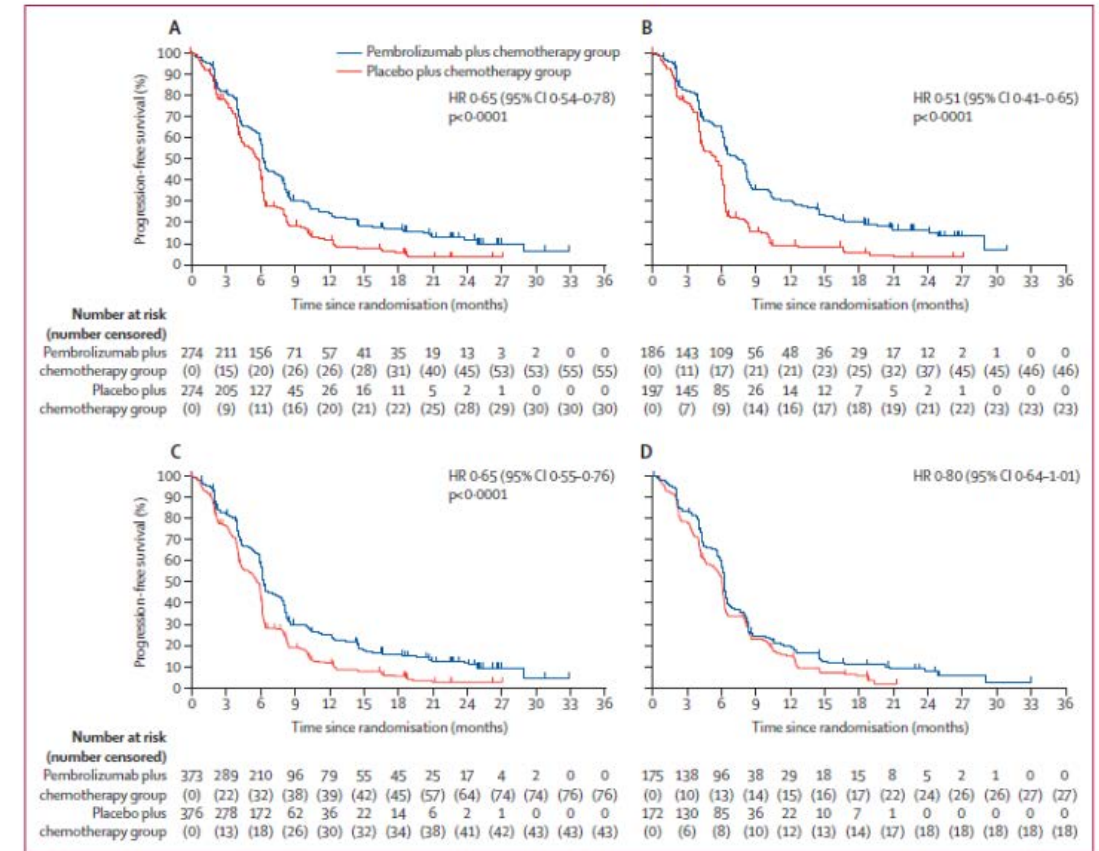 A
Pembrolizumab plus chemotherapy group
Placebo plus chemotherapy group
HR 0·65 (95% CI 0·54–0·78)
p<0·0001
Progression-free survival (%)
100
90
80
70
60
50
40
30
20
10
0
0 3 6 9 12 15 18 21 24 27 30 33 36
Time since randomisation (months)
B
HR 0·51 (95% CI 0·41–0·65)
p<0·0001
0 3 6 9 12 15 18 21 24 27 30 33 36
Time since randomisation (months)
Number at risk
(number censored)
Pembrolizumab plus 274 211 156 71 57 41 35 19 13 3 2 0 0 186 143 109 56 48 36 29 17 12 2 1 0 0
chemotherapy group (0) (15) (20) (26) (26) (28) (31) (40) (45) (53) (53) (55) (55) (0) (11) (17) (21) (21) (23) (25) (32) (37) (45) (45) (46) (46)
Placebo plus 274 205 127 45 26 16 11 5 2 1 0 0 0 197 145 85 26 14 12 7 5 2 1 0 0 0
chemotherapy group (0) (9) (11) (16) (20) (21) (22) (25) (28) (29) (30) (30) (30) (0) (7) (9) (14) (16) (17) (18) (19) (21) (22) (23) (23) (23)
C
HR 0·65 (95% CI 0·55–0·76)
p<0·0001
Progression-free survival (%)
100
90
80
70
60
50
40
30
20
10
0
0 3 6 9 12 15 18 21 24 27 30 33 36
Time since randomisation (months)
D
HR 0·80 (95% CI 0·64–1·01)
0 3 6 9 12 15 18 21 24 27 30 33 36
Time since randomisation (months)
Number at risk
(number censored)
Pembrolizumab plus 373 289 210 96 79 55 45 25 17 4 2 0 0 175 138 96 38 29 18 15 8 5 2 1 0 0
chemotherapy group (0) (22) (32) (38) (39) (42) (45) (57) (64) (74) (74) (76) (76) (0) (10) (13) (14) (15) (16) (17) (22) (24) (26) (26) (27) (27)
Placebo plus 376 278 172 62 36 22 14 6 2 1 0 0 0 172 130 85 36 22 10 7 1 0 0 0 0 0
chemotherapy group (0) (13) (18) (26) (30) (32) (34) (38) (41) (42) (43) (43) (43) (0) (6) (8) (10) (12) (13) (14) (17) (18) (18) (18) (18) (18)